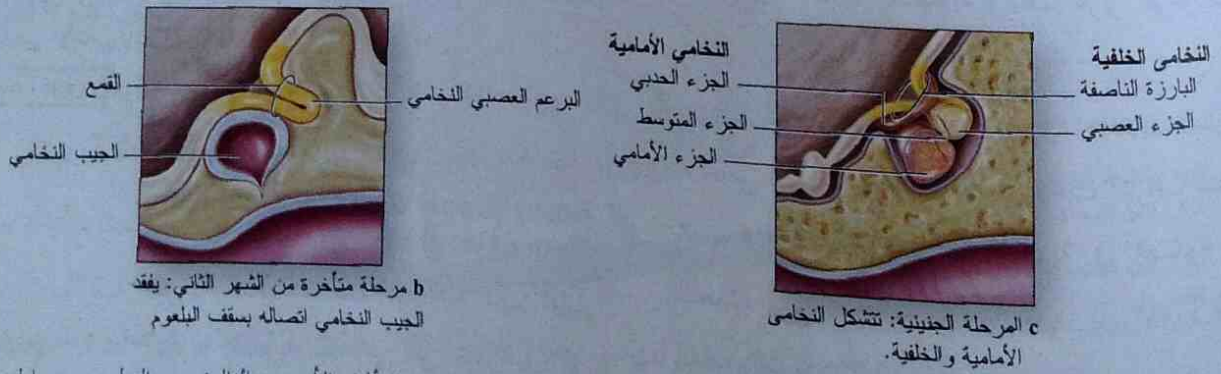 النخامي الأمامية
الجزء الحدبي
الجزء المتوسط
الجزء الأمامي
النخامى الخلفية
البارزة الناصفة
الجزء العصبي
c المرحلة الجنينية: تتشكل النخامى
الأمامية والخلفية.
القمع
البرعم العصبي النخامي
الجيب النخامي
b مرحلة متأخرة من الشهر الثاني: يفقد
الجيب النخامي اتصاله بسقف البلعوم